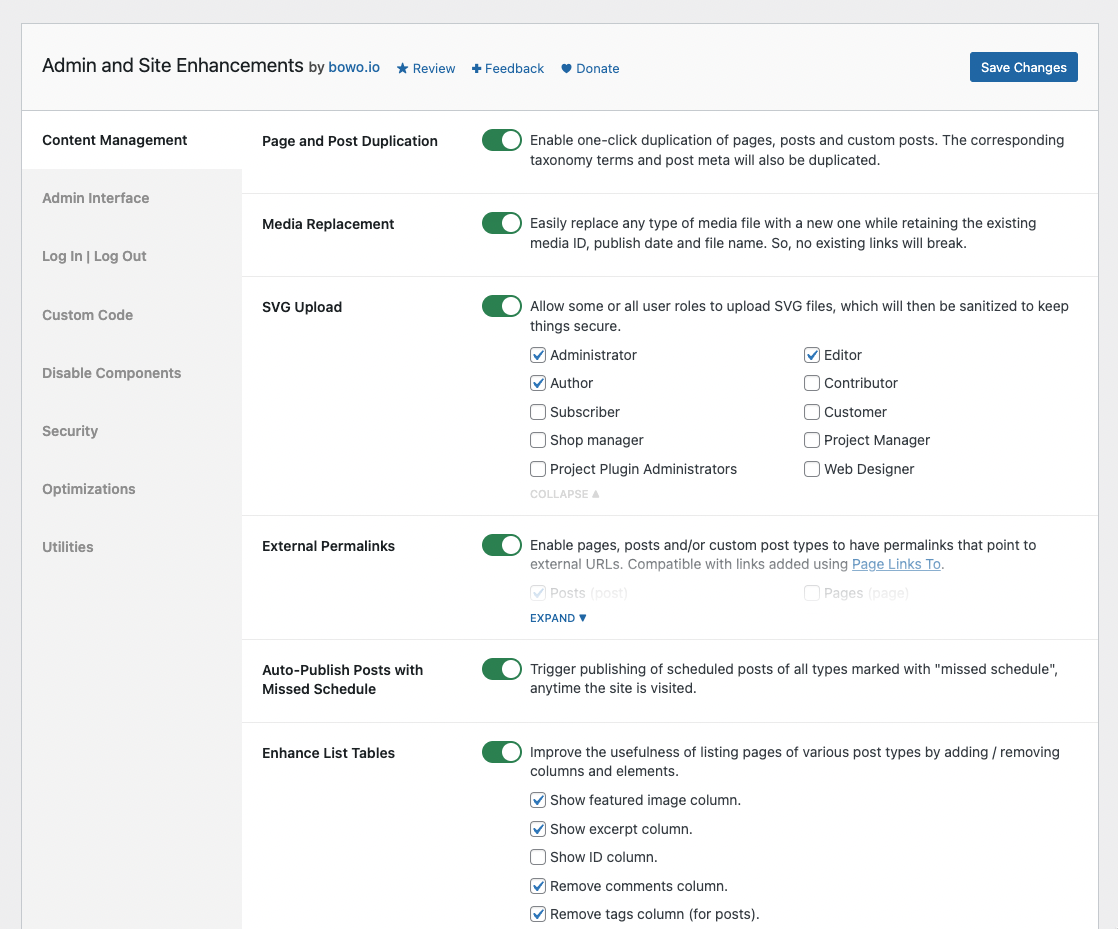 Admin and Site Enhancements by bowo.io Review Feedback Donate
Save Changes
Content Management
Admin Interface
Log In | Log Out
Custom Code
Disable Components
Security
Optimizations
Utilities
Page and Post Duplication
Enable one-click duplication of pages, posts and custom posts. The corresponding
taxonomy terms and post meta will also be duplicated.
Media Replacement
Easily replace any type of media file with a new one while retaining the existing
media ID, publish date and file name. So, no existing links will break.
SVG Upload
Allow some or all user roles to upload SVG files, which will then be sanitized to keep
things secure.
Administrator
Editor
Author
Contributor
Subscriber
Customer
Shop manager
Project Manager
Project Plugin Administrators
Web Designer
COLLAPSE ▲
External Permalinks
Enable pages, posts and/or custom post types to have permalinks that point to
external URLs. Compatible with links added using Page Links To.
Posts (post)
Pages (page)
EXPAND ▼
Auto-Publish Posts with
Missed Schedule
Trigger publishing of scheduled posts of all types marked with "missed schedule",
anytime the site is visited.
Enhance List Tables
Improve the usefulness of listing pages of various post types by adding / removing
columns and elements.
Show featured image column.
Show excerpt column.
Show ID column.
Remove comments column.
Remove tags column (for posts).